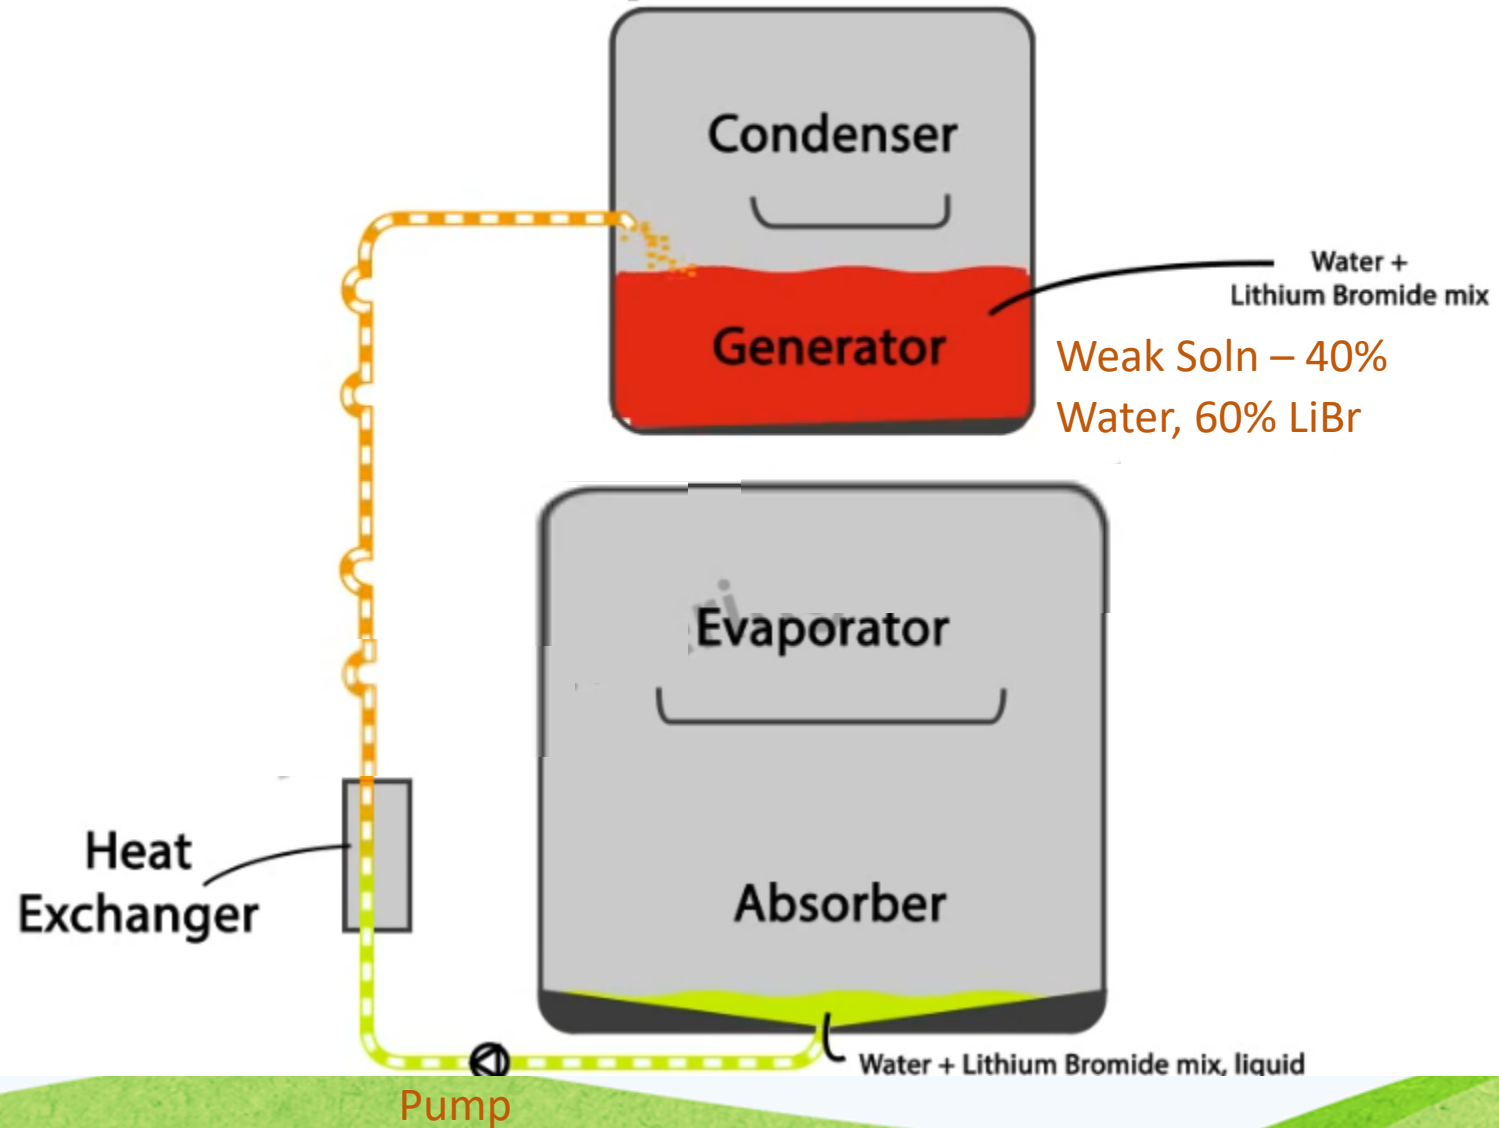 Condenser
Water +
Lithium Bromide mix
Generator
Weak Soln – 40%
Water, 60% LiBr
Evaporator
Heat
Exchanger
Absorber
Water + Lithium Bromide mix, liquid
Pump